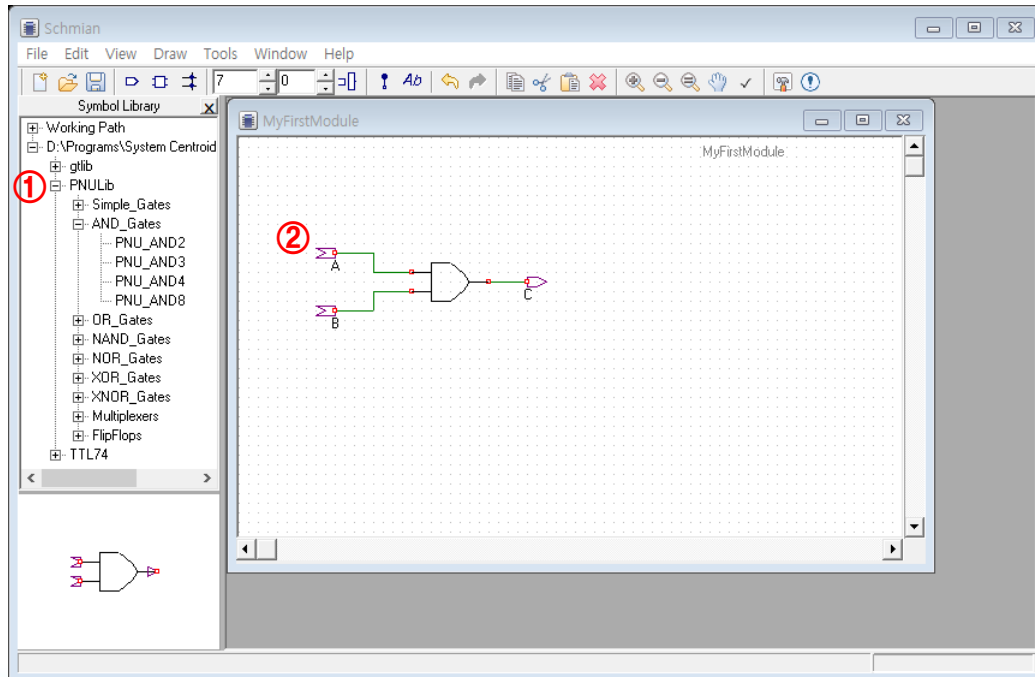 Schmian
File Edit View Draw Tools Window Help
7 0 Ab
Symbol Library x
Working Path
D:\Programs\System Centroid
gtlib
① PNULib
Simple_Gates
AND_Gates
PNU_AND2
PNU_AND3
PNU_AND4
PNU_AND8
OR_Gates
NAND_Gates
NOR_Gates
XOR_Gates
XNOR_Gates
Multiplexers
FlipFlops
TTL74
MyFirstModule
MyFirstModule
②
A
B
C